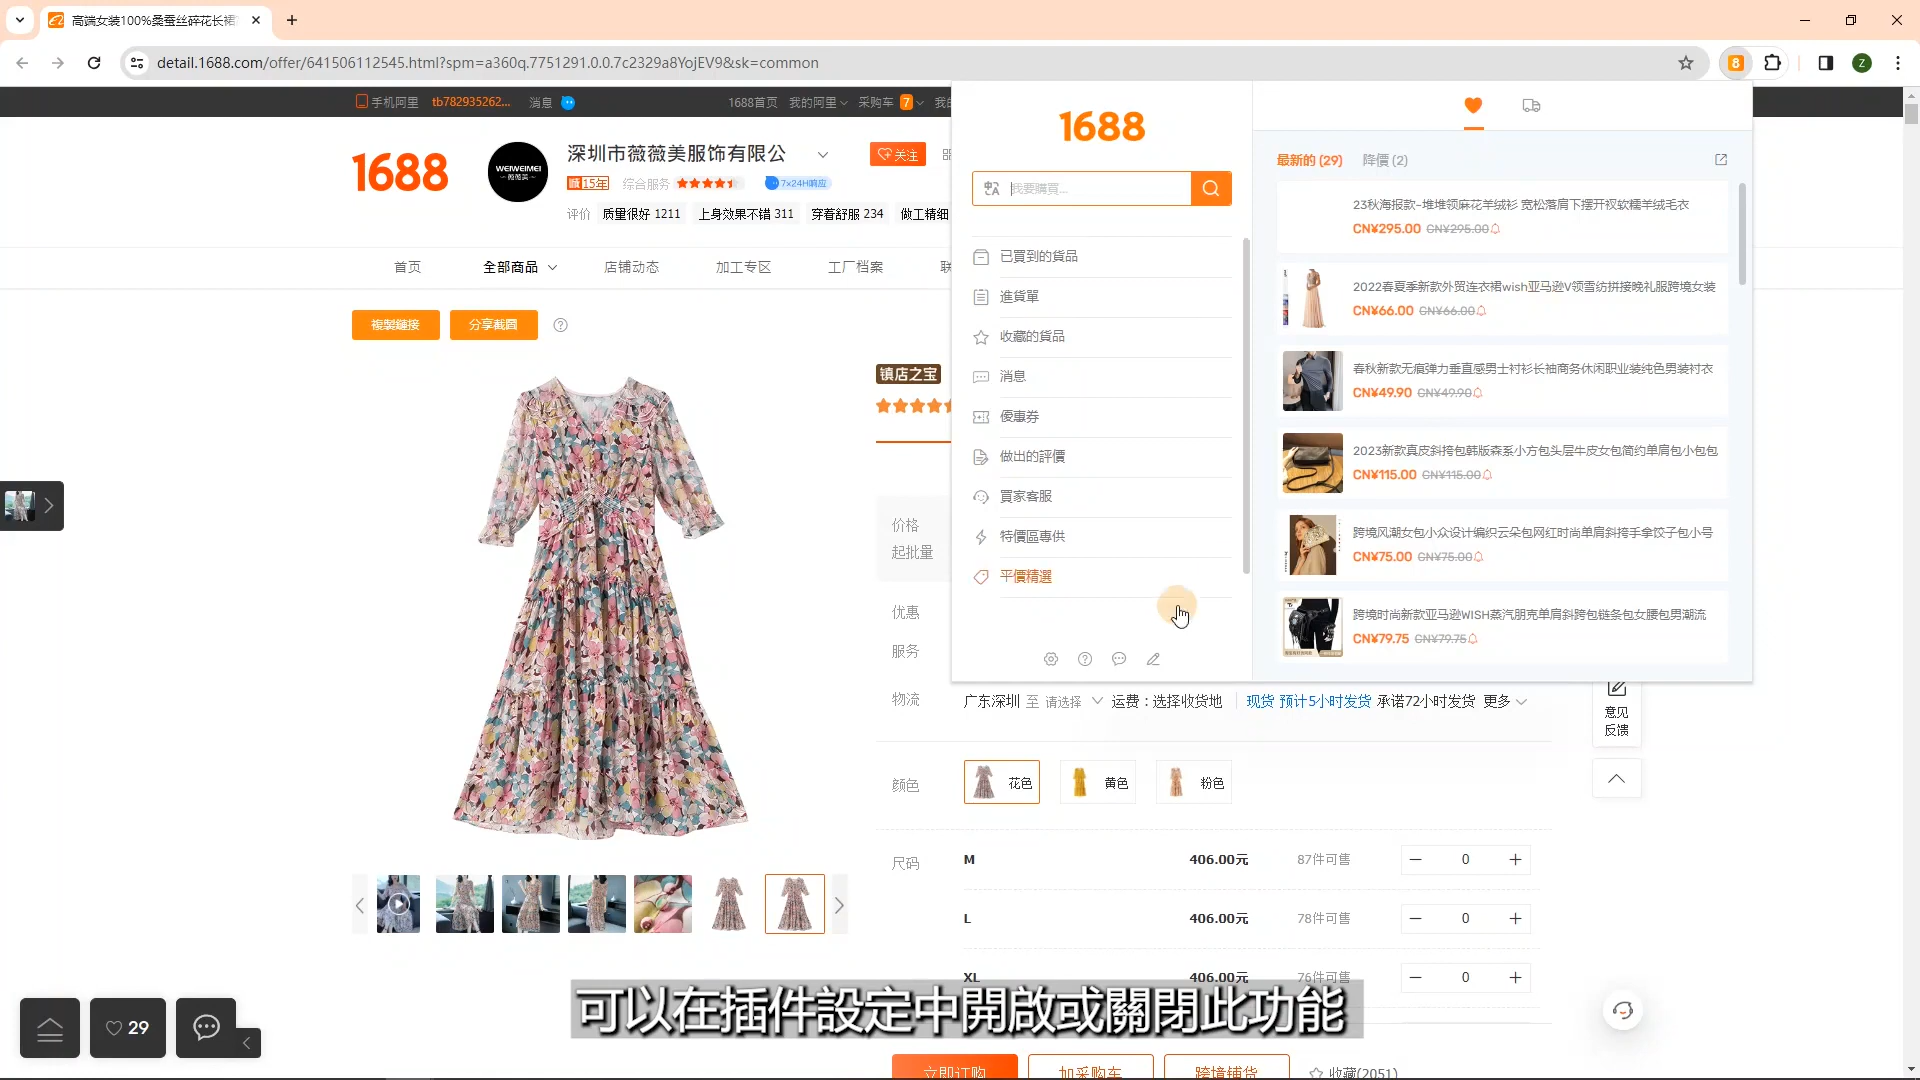 高端女装100%桑蚕丝碎花长裙
detail.1688.com/offer/641506112545.html?spm=a360q.7751291.0.0.7c2329a8YojEV9&sk=common
8
Z
手机阿里 tb782935262... 消息
1688首页 我的阿里 采购车 7
1688
WEIWEIMEI
深圳市薇薇美服饰有限公
关注
15年 综合服务 7x24H响应
评价 质量很好 1211 上身效果不错 311 穿着舒服 234 做工精细
首页 全部商品 店铺动态 加工专区 工厂档案 联
複製鏈接 分享截圖
镇店之宝
价格
起批量
优惠
服务
物流 广东深圳 至 请选择 运费：选择收货地 现货 预计5小时发货 承诺72小时发货 更多
颜色 花色 黄色 粉色
尺码 M 406.00元 87件可售 0
L 406.00元 78件可售 0
XL 406.00元 76件可售 0
立即订购 加采购车 跨境铺货 收藏(2051)
1688
我要購買...
已買到的貨品
進貨單
收藏的貨品
消息
優惠券
做出的評價
買家客服
特價區專供
平價精選
最新的 (29) 降價 (2)
23秋海报款-堆堆领麻花羊绒衫 宽松落肩下摆开衩软糯羊绒毛衣
CN¥295.00 CN¥295.00
2022春夏季新款外贸连衣裙wish亚马逊V领雪纺拼接晚礼服跨境女装
CN¥66.00 CN¥66.00
春秋新款无痕弹力垂直感男士衬衫长袖商务休闲职业装纯色男装衬衣
CN¥49.90 CN¥49.90
2023新款真皮斜挎包韩版森系小方包头层牛皮女包简约单肩包小包包
CN¥115.00 CN¥115.00
跨境风潮女包小众设计编织云朵包网红时尚单肩斜挎手拿饺子包小号
CN¥75.00 CN¥75.00
跨境时尚新款亚马逊WISH蒸汽朋克单肩斜跨包链条包女腰包男潮流
CN¥79.75 CN¥79.75
意见
反馈
29
可以在插件設定中開啟或關閉此功能